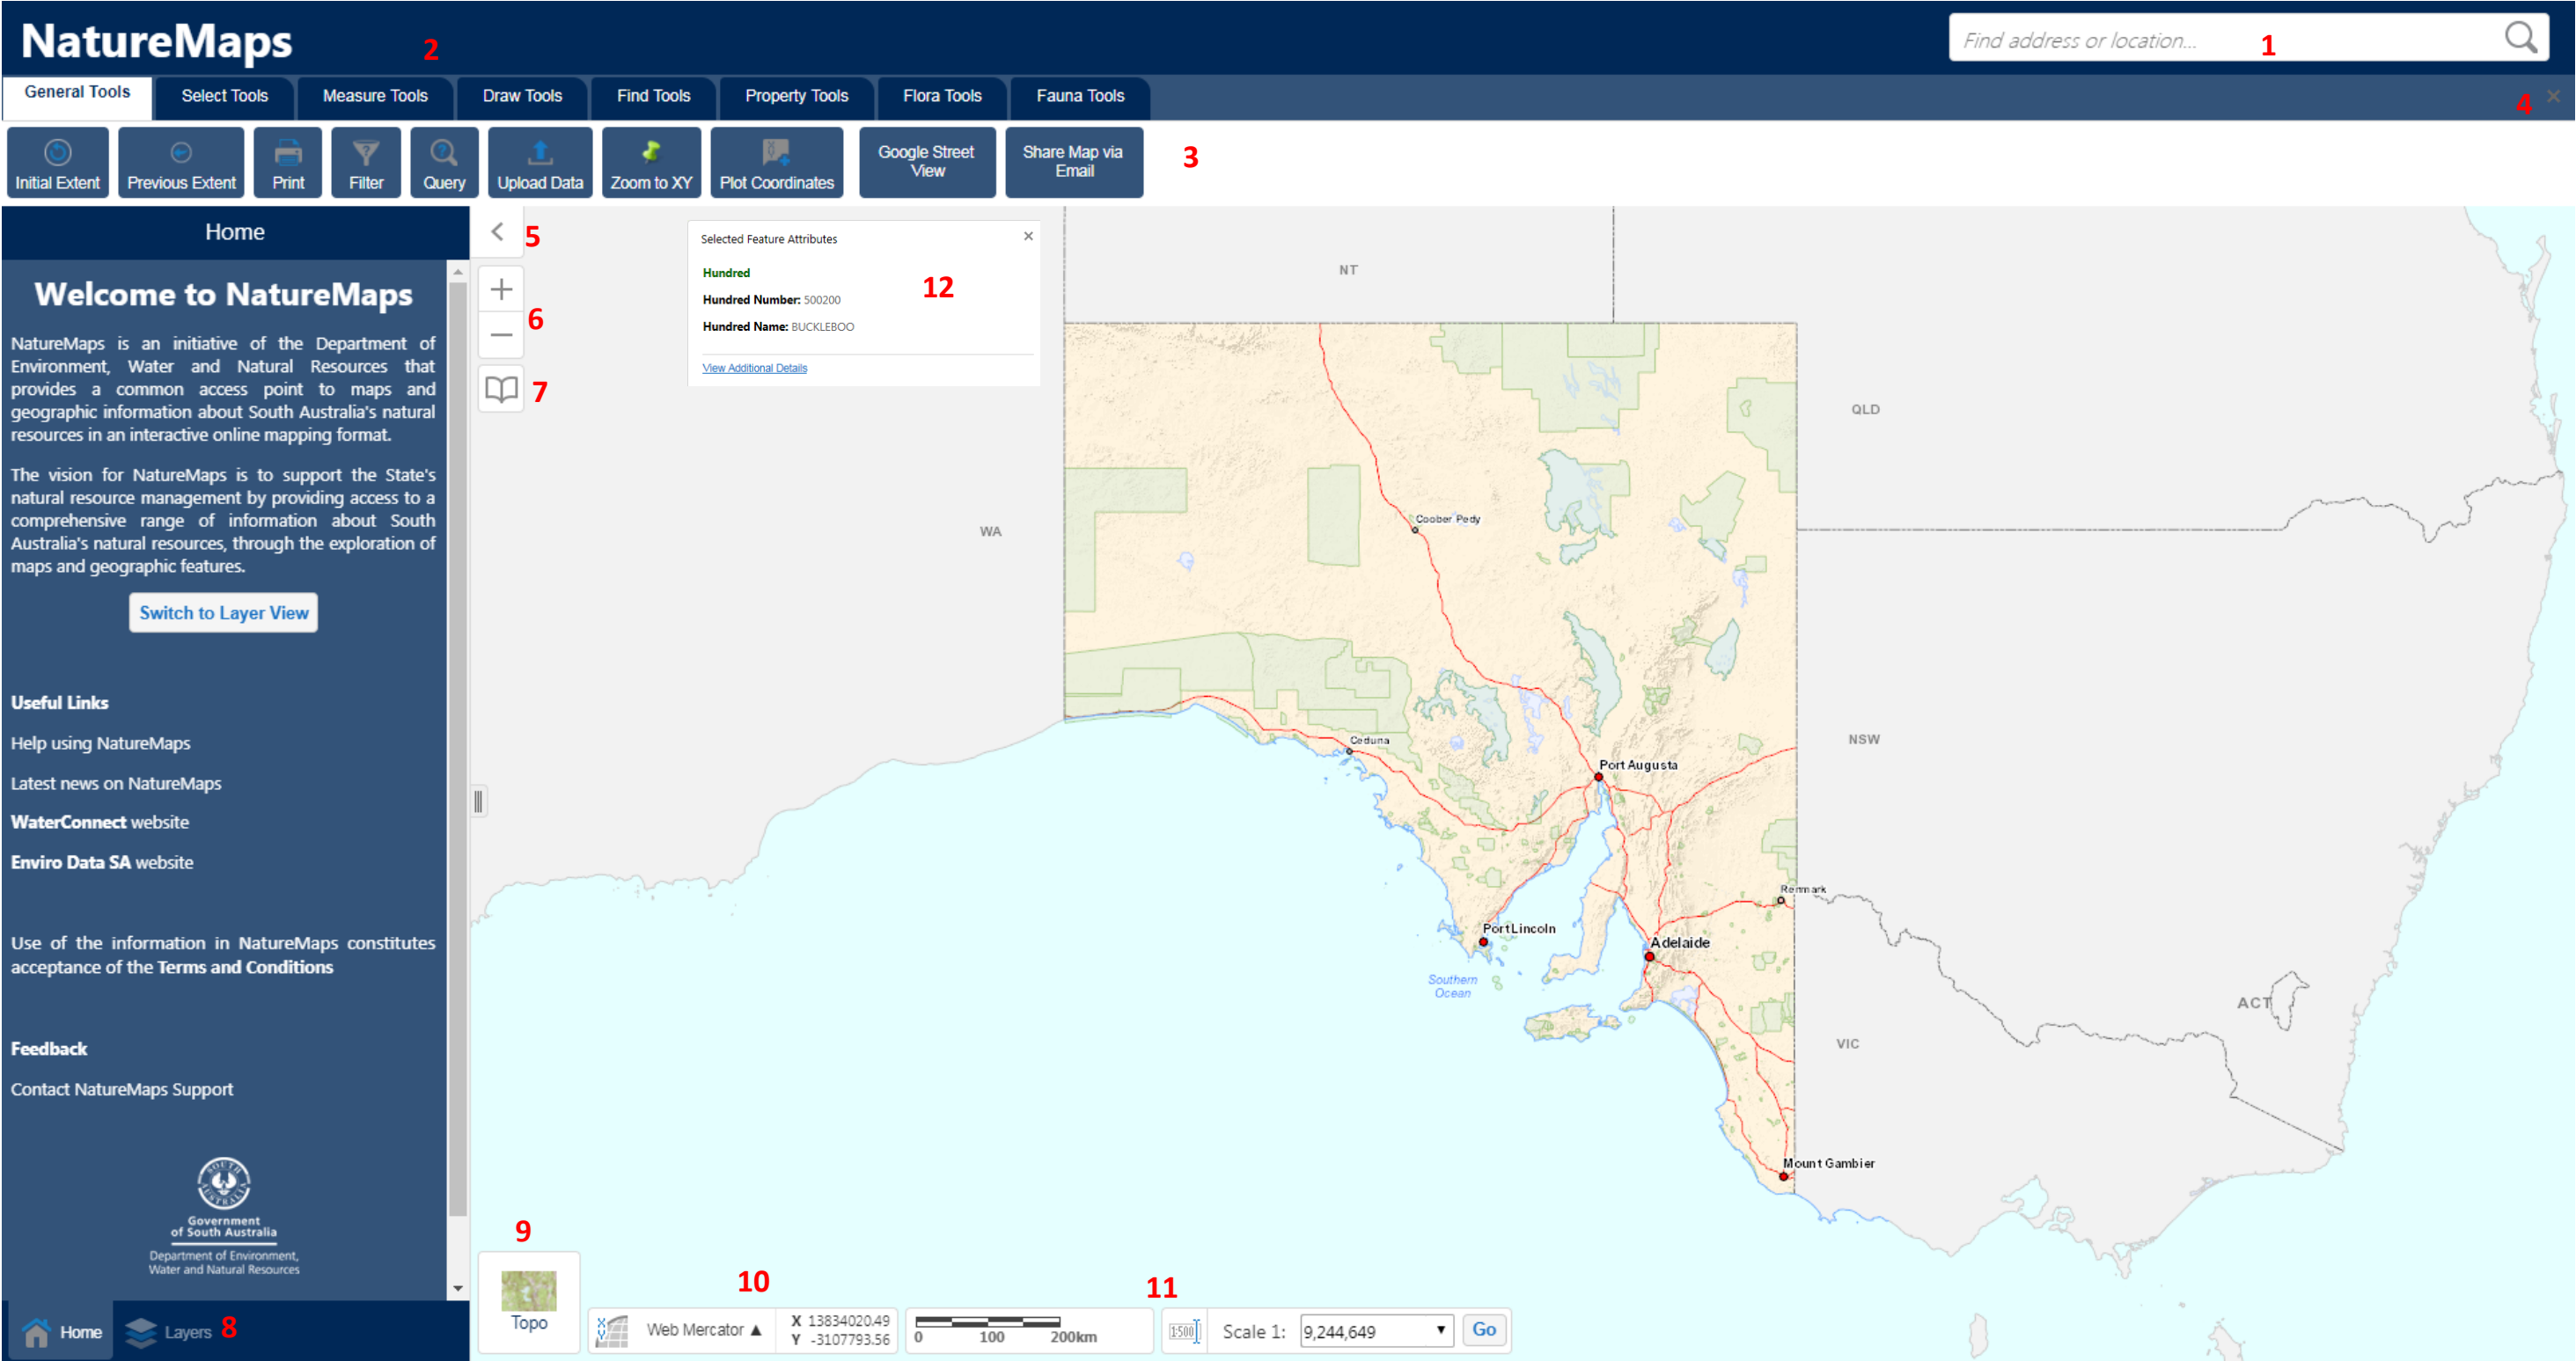 NatureMaps
2
Find address or location...
1
General Tools
Select Tools
Measure Tools
Draw Tools
Find Tools
Property Tools
Flora Tools
Fauna Tools
4
Initial Extent
Previous Extent
Print
Filter
Query
Upload Data
Zoom to XY
Plot Coordinates
Google Street
View
Share Map via
Email
3
Home
Welcome to NatureMaps
NatureMaps is an initiative of the Department of
Environment, Water and Natural Resources that
provides a common access point to maps and
geographic information about South Australia's natural
resources in an interactive online mapping format.
The vision for NatureMaps is to support the State's
natural resource management by providing access to a
comprehensive range of information about South
Australia's natural resources, through the exploration of
maps and geographic features.
Switch to Layer View
Useful Links
Help using NatureMaps
Latest news on NatureMaps
WaterConnect website
Enviro Data SA website
Use of the information in NatureMaps constitutes
acceptance of the Terms and Conditions
Feedback
Contact NatureMaps Support
SOUTH
AUSTRALIA
Government
of South Australia
Department of Environment,
Water and Natural Resources
Home
Layers
8
5
6
7
Selected Feature Attributes
Hundred
12
Hundred Number: 500200
Hundred Name: BUCKLEBOO
View Additional Details
NT
QLD
WA
Coober Pedy
NSW
Ceduna
Port Augusta
Renmark
Port Lincoln
Adelaide
Southern
Ocean
ACT
VIC
Mount Gambier
9
Topo
10
Web Mercator ▲
X 13834020.49
Y -3107793.56
0 100 200km
11
1:500
Scale 1:
9,244,649
Go